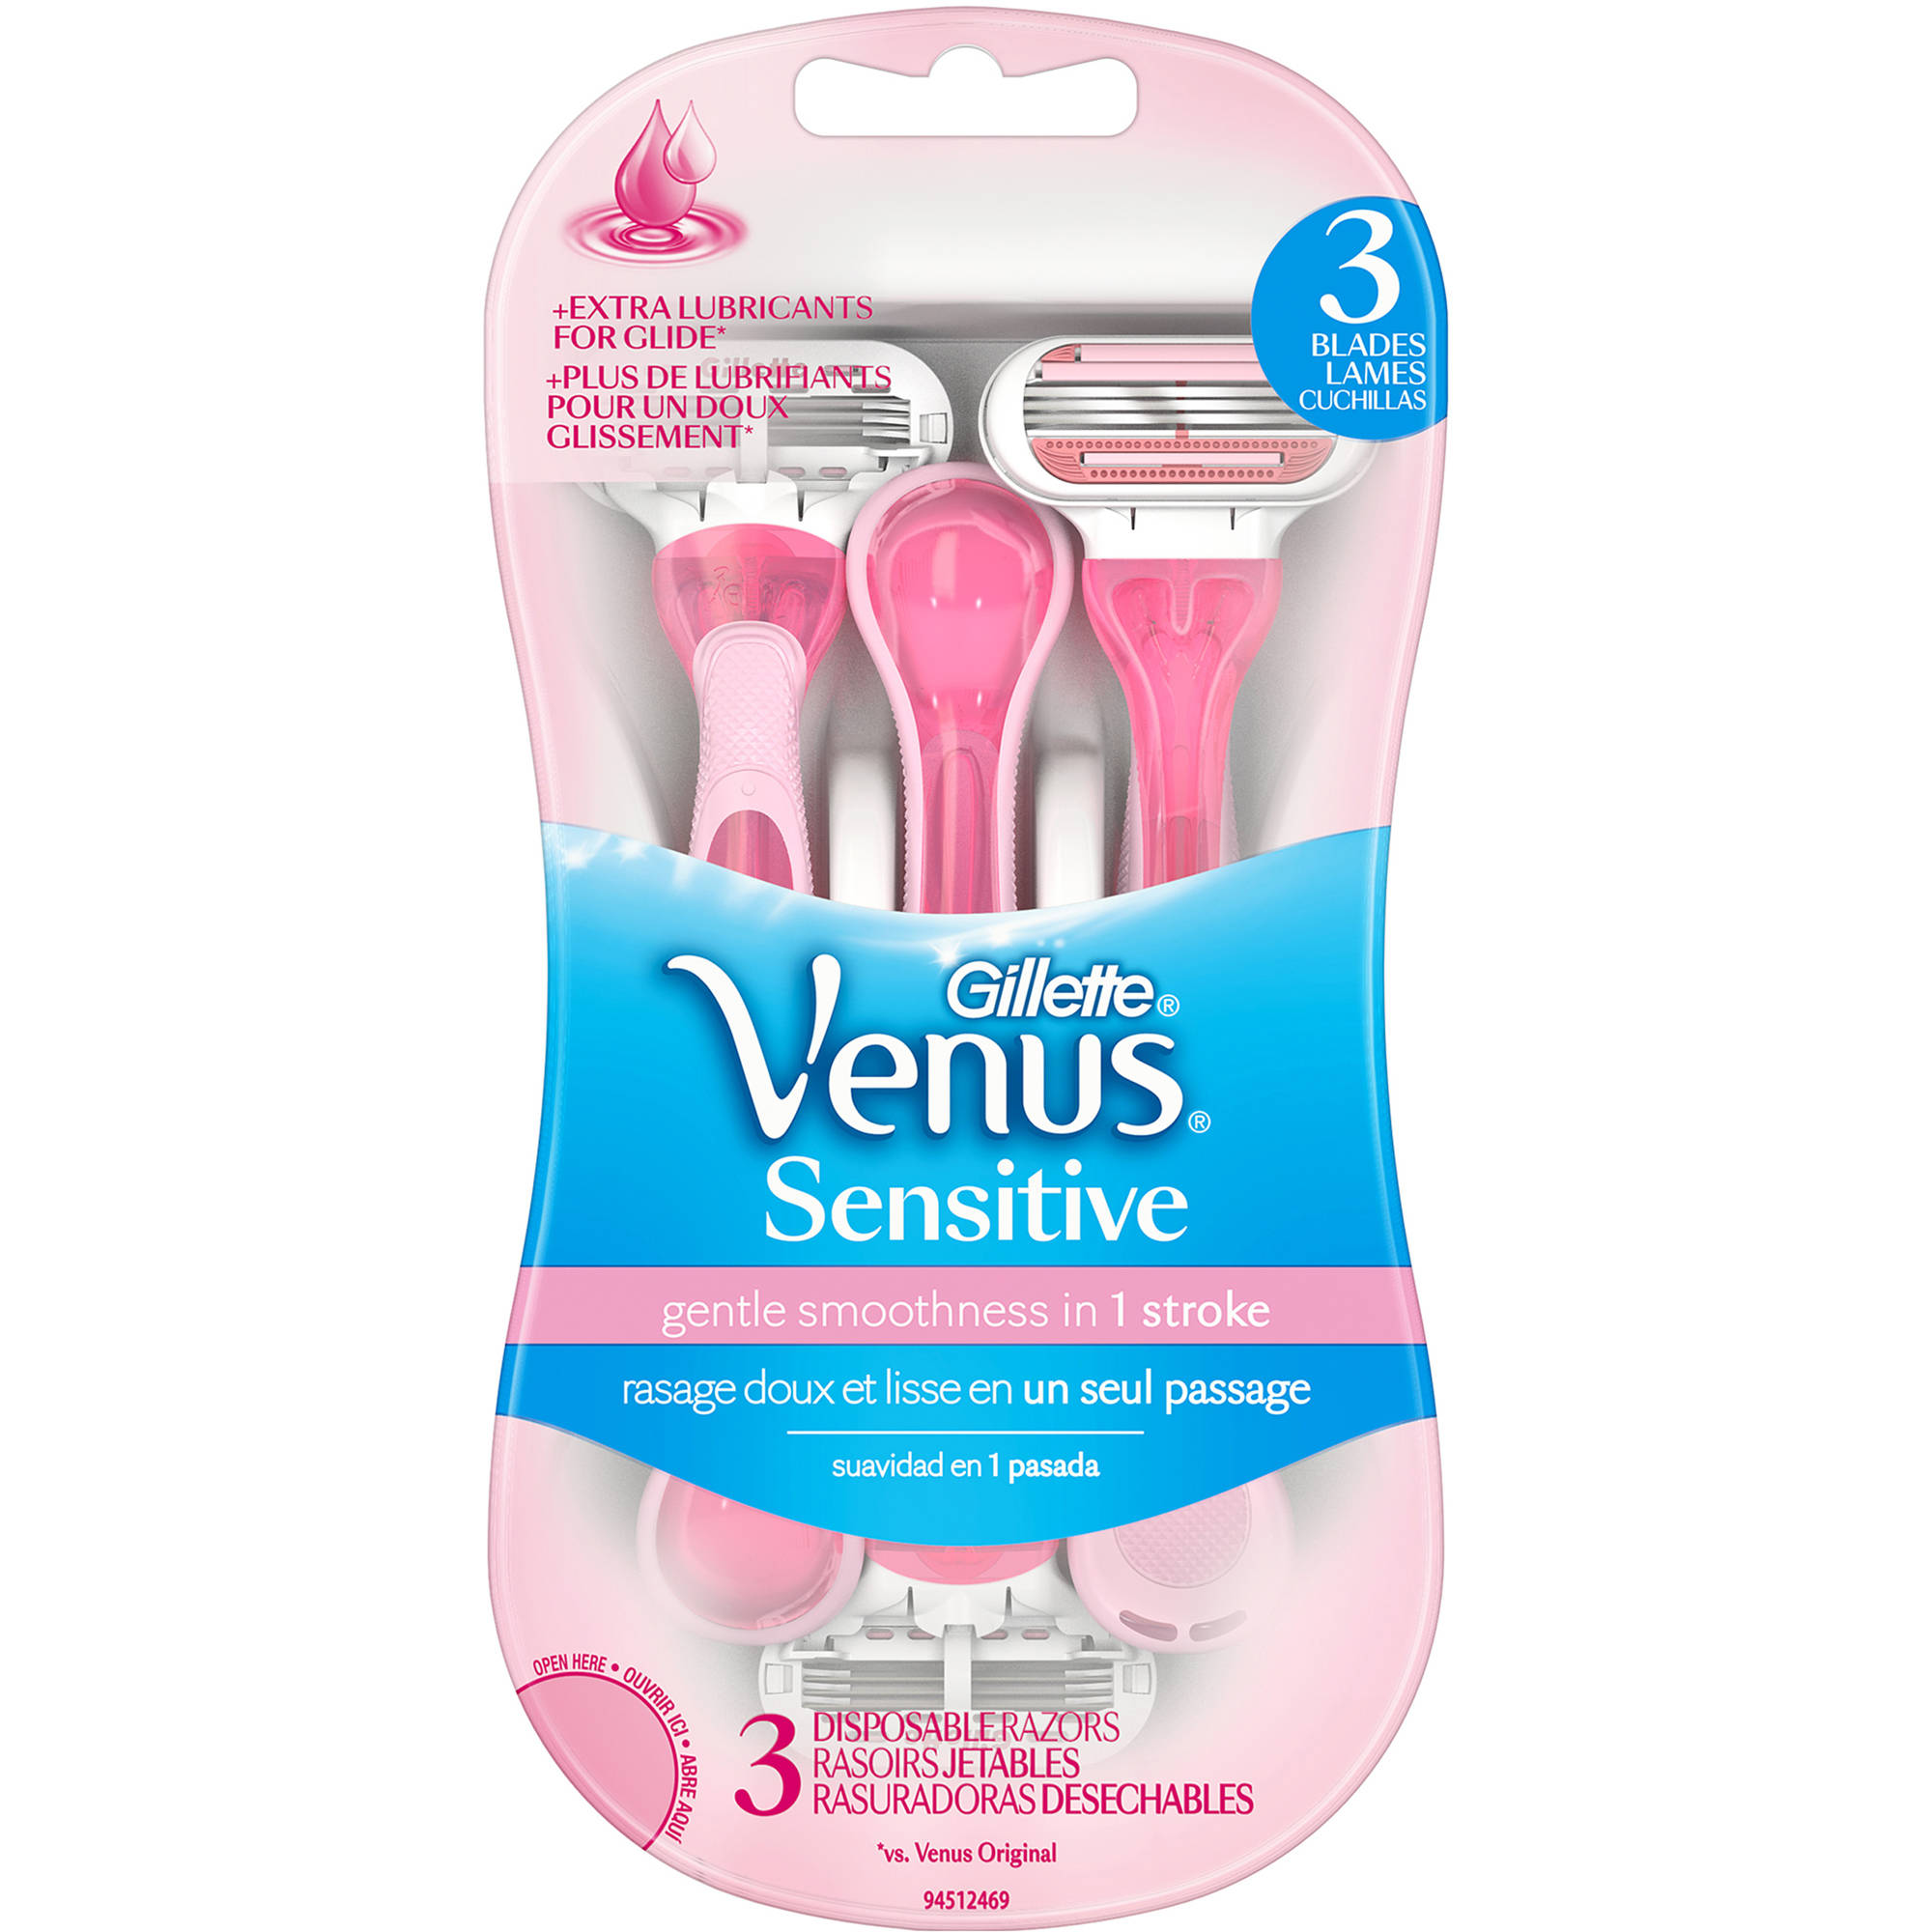 +EXTRA LUBRICANTS
FOR GLIDE*
+PLUS DE LUBRIFIANTS
POUR UN DOUX
GLISSEMENT*
3
BLADES
LAMES
CUCHILLAS
Gillette
Gillette®
Venus®
Sensitive
gentle smoothness in 1 stroke
rasage doux et lisse en un seul passage
suavidad en 1 pasada
OPEN HERE • OUVRIR ICI • ABRE AQUÍ
3
DISPOSABLE RAZORS
RASOIRS JETABLES
RASURADORAS DESECHABLES
*vs. Venus Original
94512469